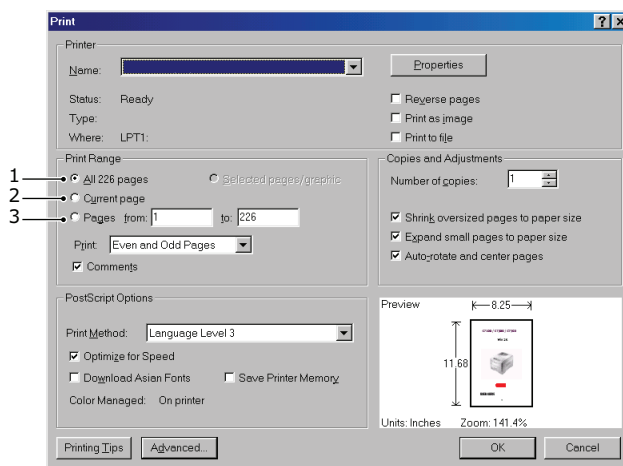 Print
Printer
Name:
Properties
Status: Ready
Type:
Where: LPT1:
Reverse pages
Print as image
Print to file
Print Range
1 All 226 pages Selected pages/graphic
2 Current page
3 Pages from: 1 to: 226
Print: Even and Odd Pages
Comments
Copies and Adjustments
Number of copies: 1
Shrink oversized pages to paper size
Expand small pages to paper size
Auto-rotate and center pages
PostScript Options
Print Method: Language Level 3
Optimize for Speed
Download Asian Fonts Save Printer Memory
Color Managed: On printer
Preview
8.25
11.68
Units: Inches Zoom: 141.4%
Printing Tips Advanced... OK Cancel